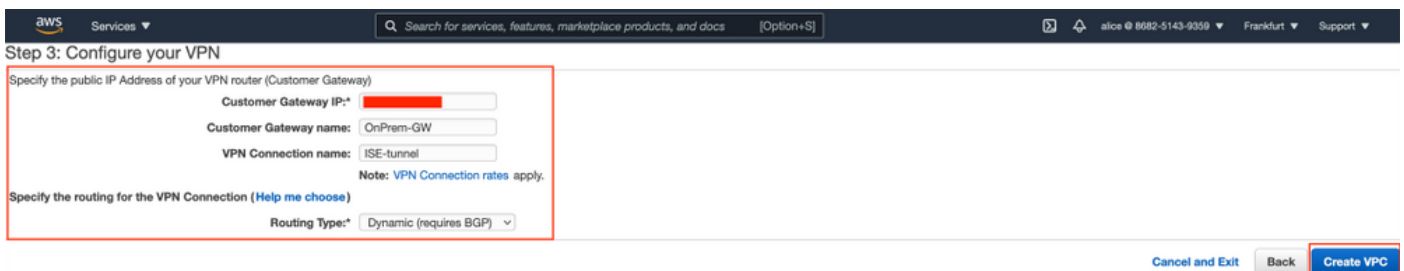 aws Services ▼ Search for services, features, marketplace products, and docs [Option+S] alice @ 8682-5143-9359 ▼ Frankfurt ▼ Support ▼
Step 3: Configure your VPN
Specify the public IP Address of your VPN router (Customer Gateway)
Customer Gateway IP:*
Customer Gateway name: OnPrem-GW
VPN Connection name: ISE-tunnel
Note: VPN Connection rates apply.
Specify the routing for the VPN Connection (Help me choose)
Routing Type:* Dynamic (requires BGP)
Cancel and Exit Back Create VPC